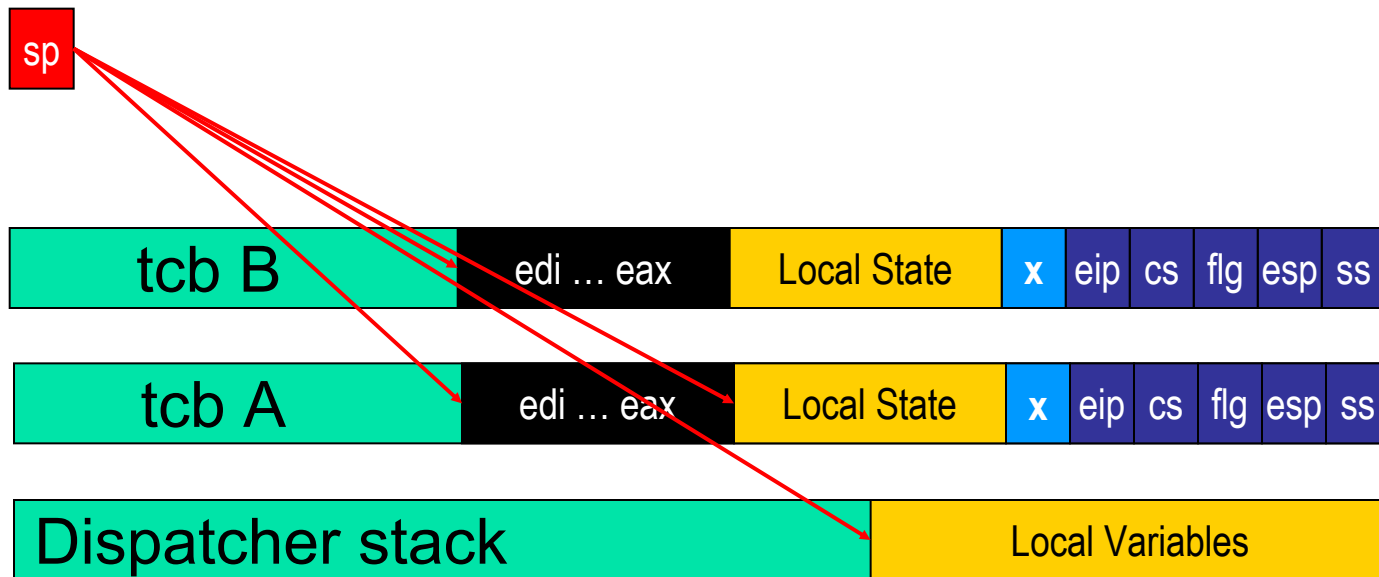 sp
tcb B edi … eax Local State x eip cs flg esp ss
tcb A edi … eax Local State x eip cs flg esp ss
Dispatcher stack Local Variables